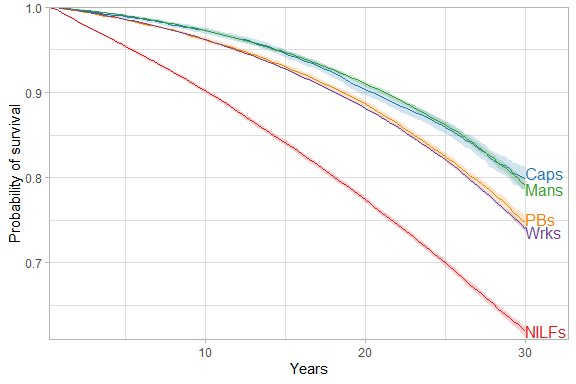 1.0
0.9
0.8
0.7
Probability of survival
Caps
Mans
PBs
Wrks
NILFs
10
20
30
Years